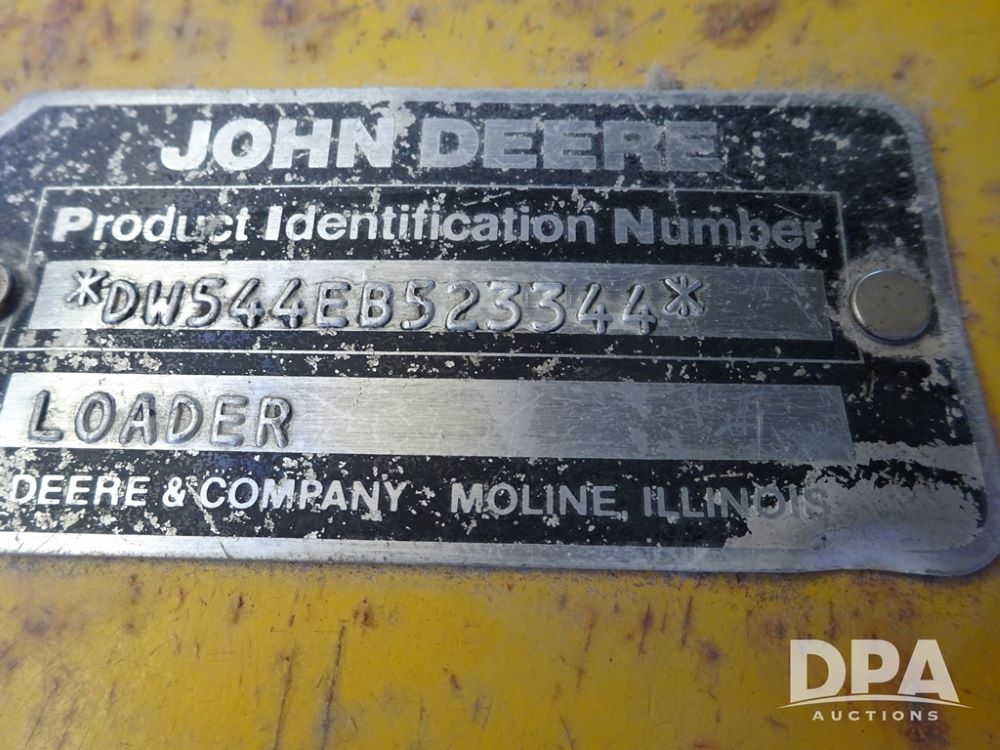 JOHN DEERE
Product Identification Number
*DW544EB523344*
LOADER
DEERE & COMPANY MOLINE, ILLINOIS
DPA
AUCTIONS